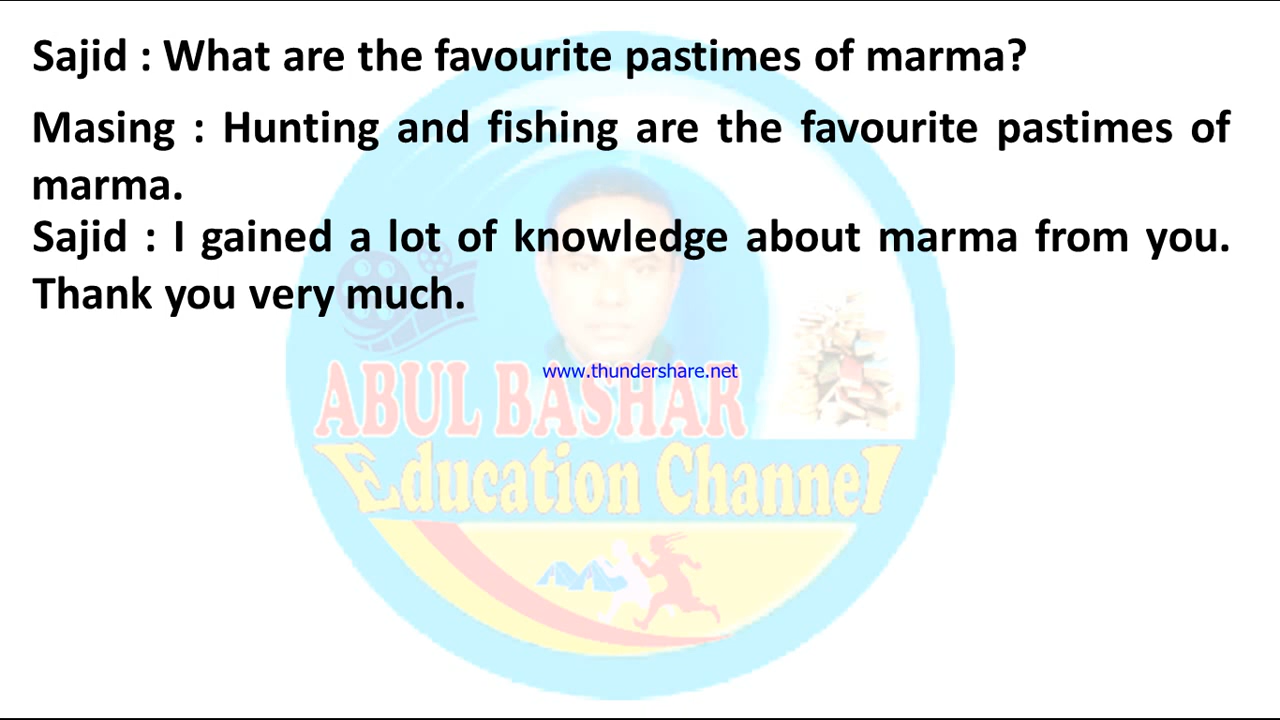 Sajid : What are the favourite pastimes of marma?
Masing : Hunting and fishing are the favourite pastimes of
marma.
Sajid : I gained a lot of knowledge about marma from you.
Thank you very much.
www.thundershare.net
ABUL BASHAR
Education Channel